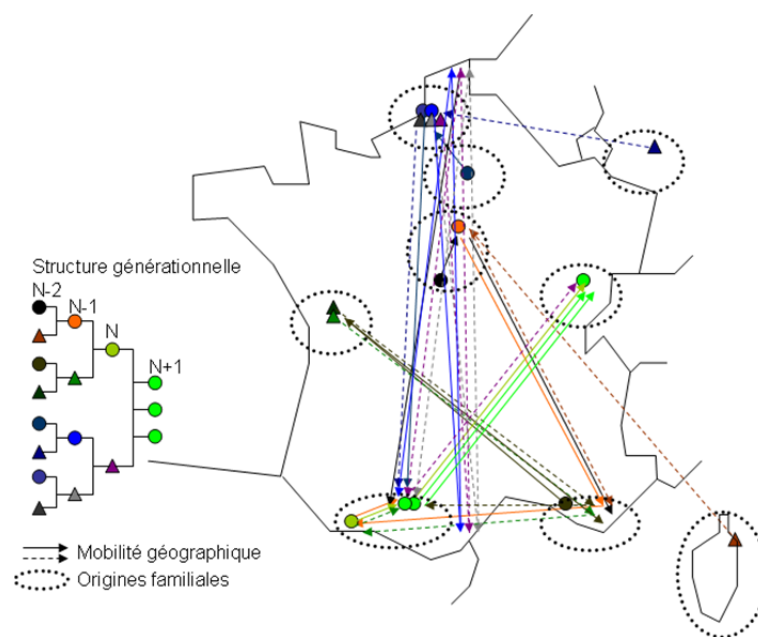 Structure générationnelle
N-2
N-1
N
N+1
Mobilité géographique
Origines familiales